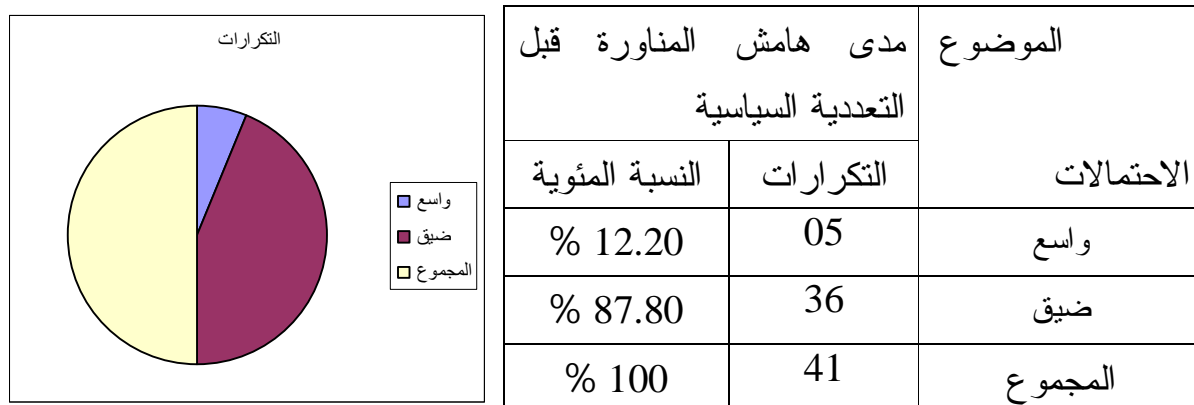 الموضوع
مدى هامش المناورة قبل
التعددية السياسية
الاحتمالات
التكرارات
النسبة المئوية
واسع
05
12.20 %
ضيق
36
87.80 %
المجموع
41
100 %
التكرارات
واسع
ضيق
المجموع